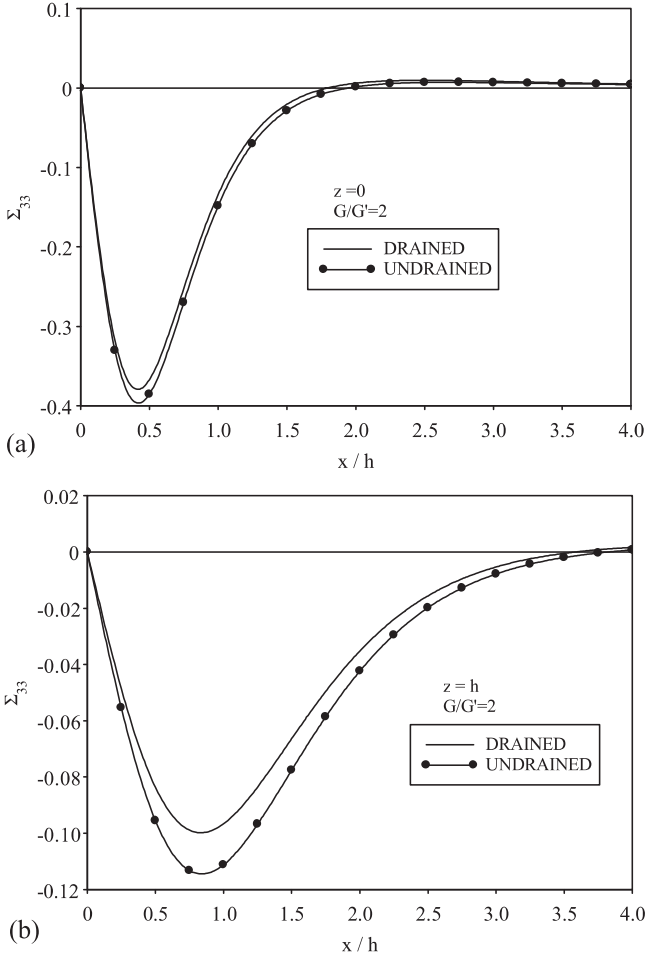 0.1
0
-0.1
-0.2
-0.3
-0.4
Σ33
z =0
G/G'=2
DRAINED
UNDRAINED
0 0.5 1.0 1.5 2.0 2.5 3.0 3.5 4.0
(a)
x / h
0.02
0
-0.02
-0.04
-0.06
-0.08
-0.10
-0.12
Σ33
z = h
G/G'=2
DRAINED
UNDRAINED
0 0.5 1.0 1.5 2.0 2.5 3.0 3.5 4.0
(b)
x / h